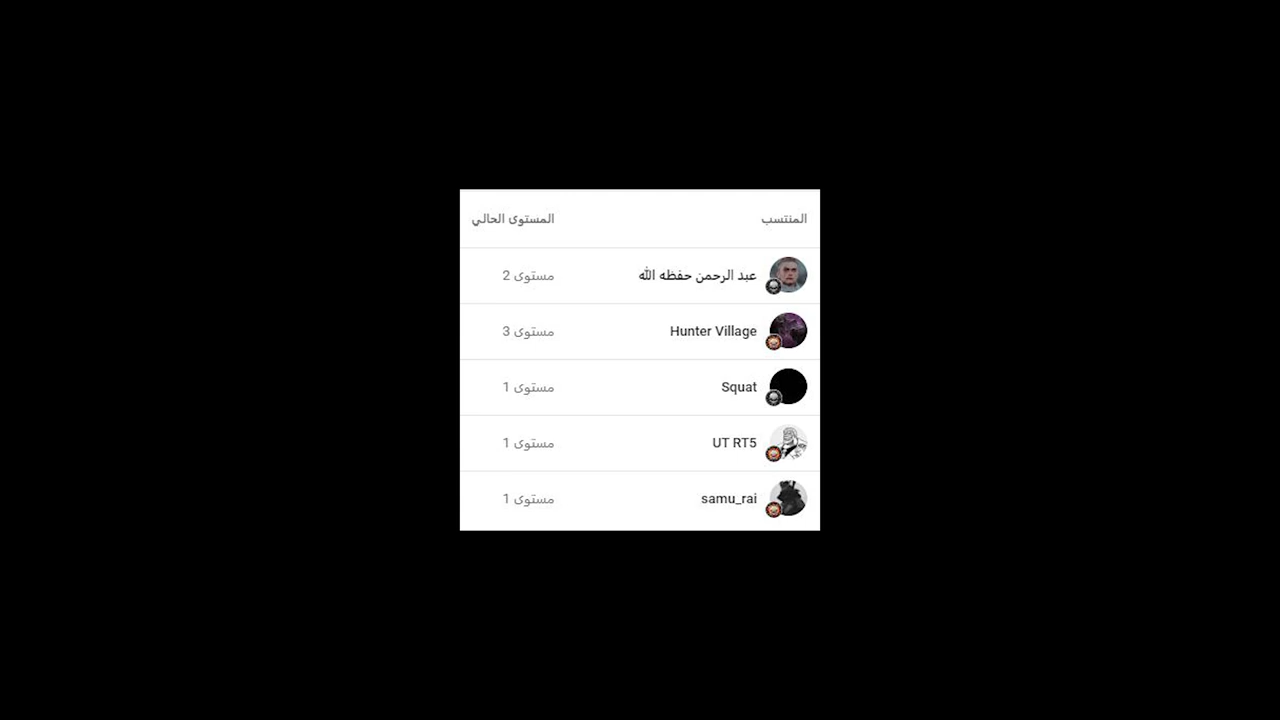 المنتسب المستوى الحالي
عبد الرحمن حفظه الله مستوى 2
Hunter Village مستوى 3
Squat مستوى 1
UT RT5 مستوى 1
samu_rai مستوى 1